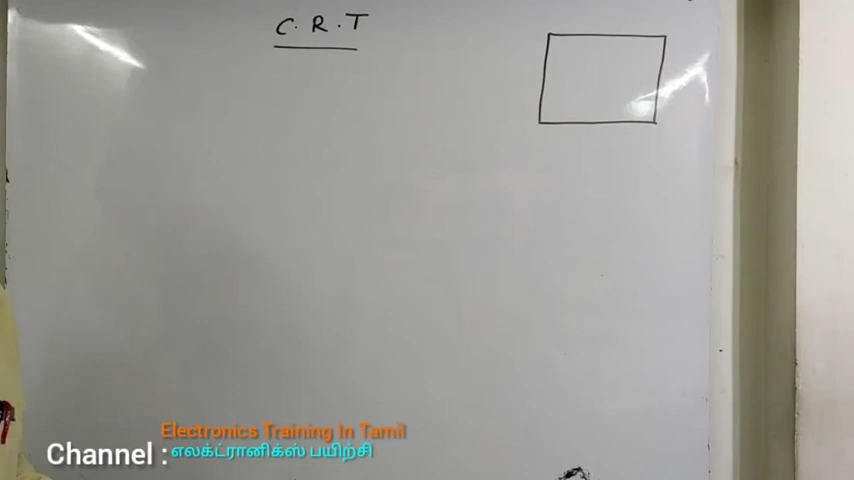 C. R. T
Electronics Training In Tamil
Channel : எலக்ட்ரானிக்ஸ் பயிற்சி